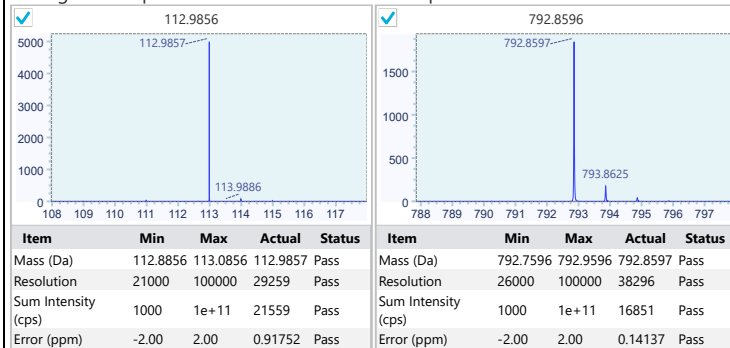 112.9856
792.8596
112.9857
113.9886
5000
4000
3000
2000
1000
0
108 109 110 111 112 113 114 115 116 117
792.8597
793.8625
1500
1000
500
0
788 789 790 791 792 793 794 795 796 797
Item Min Max Actual Status
Mass (Da) 112.8856 113.0856 112.9857 Pass
Resolution 21000 100000 29259 Pass
Sum Intensity (cps) 1000 1e+11 21559 Pass
Error (ppm) -2.00 2.00 0.91752 Pass
Item Min Max Actual Status
Mass (Da) 792.7596 792.9596 792.8597 Pass
Resolution 26000 100000 38296 Pass
Sum Intensity (cps) 1000 1e+11 16851 Pass
Error (ppm) -2.00 2.00 0.14137 Pass